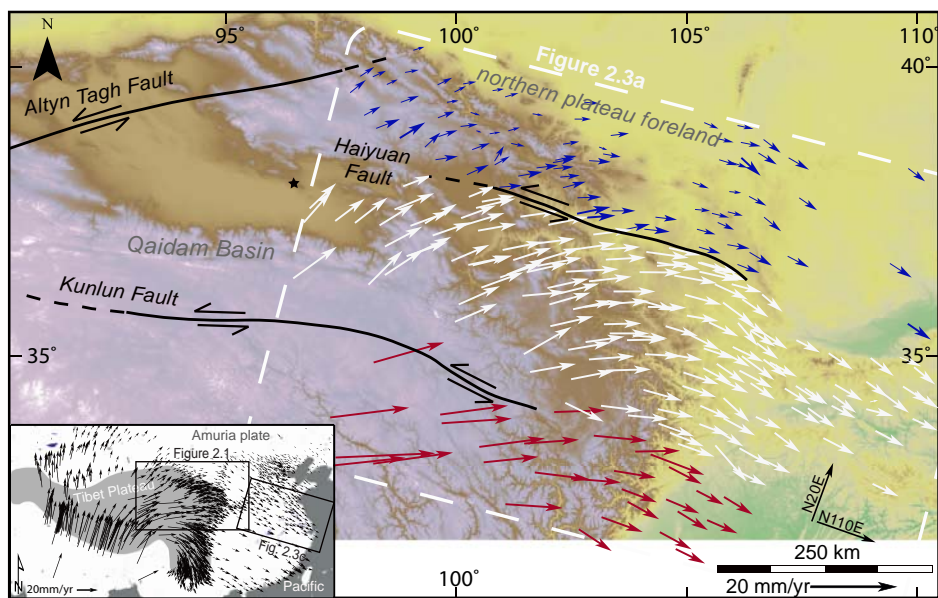 N
95°
100°
105°
110°
40°
Figure 2.3a
northern plateau foreland
Altyn Tagh Fault
Haiyuan
Fault
Qaidam Basin
Kunlun Fault
35°
35°
Amuria plate
Figure 2.1
Tibet Plateau
Fig. 2.3c
N
20mm/yr
Pacific
N20E
N110E
250 km
20 mm/yr
100°